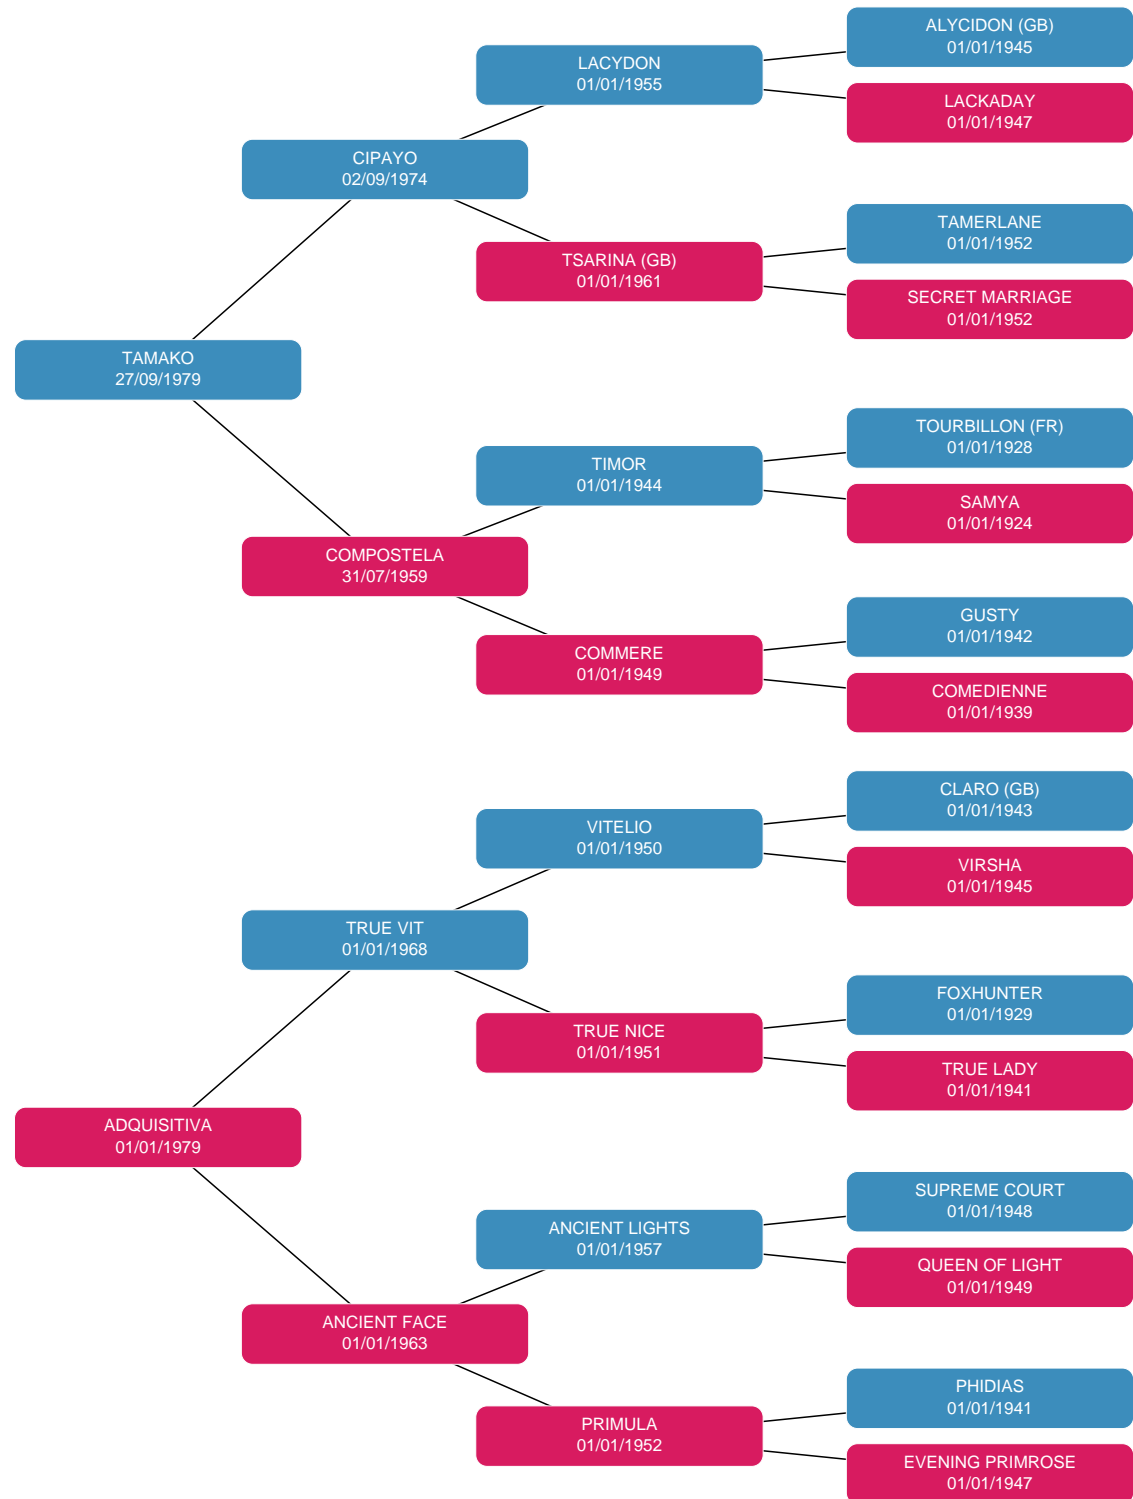 ALYCIDON (GB)
01/01/1945
LACYDON
01/01/1955
LACKADAY
01/01/1947
CIPAYO
02/09/1974
TAMERLANE
01/01/1952
TSARINA (GB)
01/01/1961
SECRET MARRIAGE
01/01/1952
TAMAKO
27/09/1979
TOURBILLON (FR)
01/01/1928
TIMOR
01/01/1944
SAMYA
01/01/1924
COMPOSTELA
31/07/1959
GUSTY
01/01/1942
COMMERE
01/01/1949
COMEDIENNE
01/01/1939
CLARO (GB)
01/01/1943
VITELIO
01/01/1950
VIRSHA
01/01/1945
TRUE VIT
01/01/1968
FOXHUNTER
01/01/1929
TRUE NICE
01/01/1951
TRUE LADY
01/01/1941
ADQUISITIVA
01/01/1979
SUPREME COURT
01/01/1948
ANCIENT LIGHTS
01/01/1957
QUEEN OF LIGHT
01/01/1949
ANCIENT FACE
01/01/1963
PHIDIAS
01/01/1941
PRIMULA
01/01/1952
EVENING PRIMROSE
01/01/1947